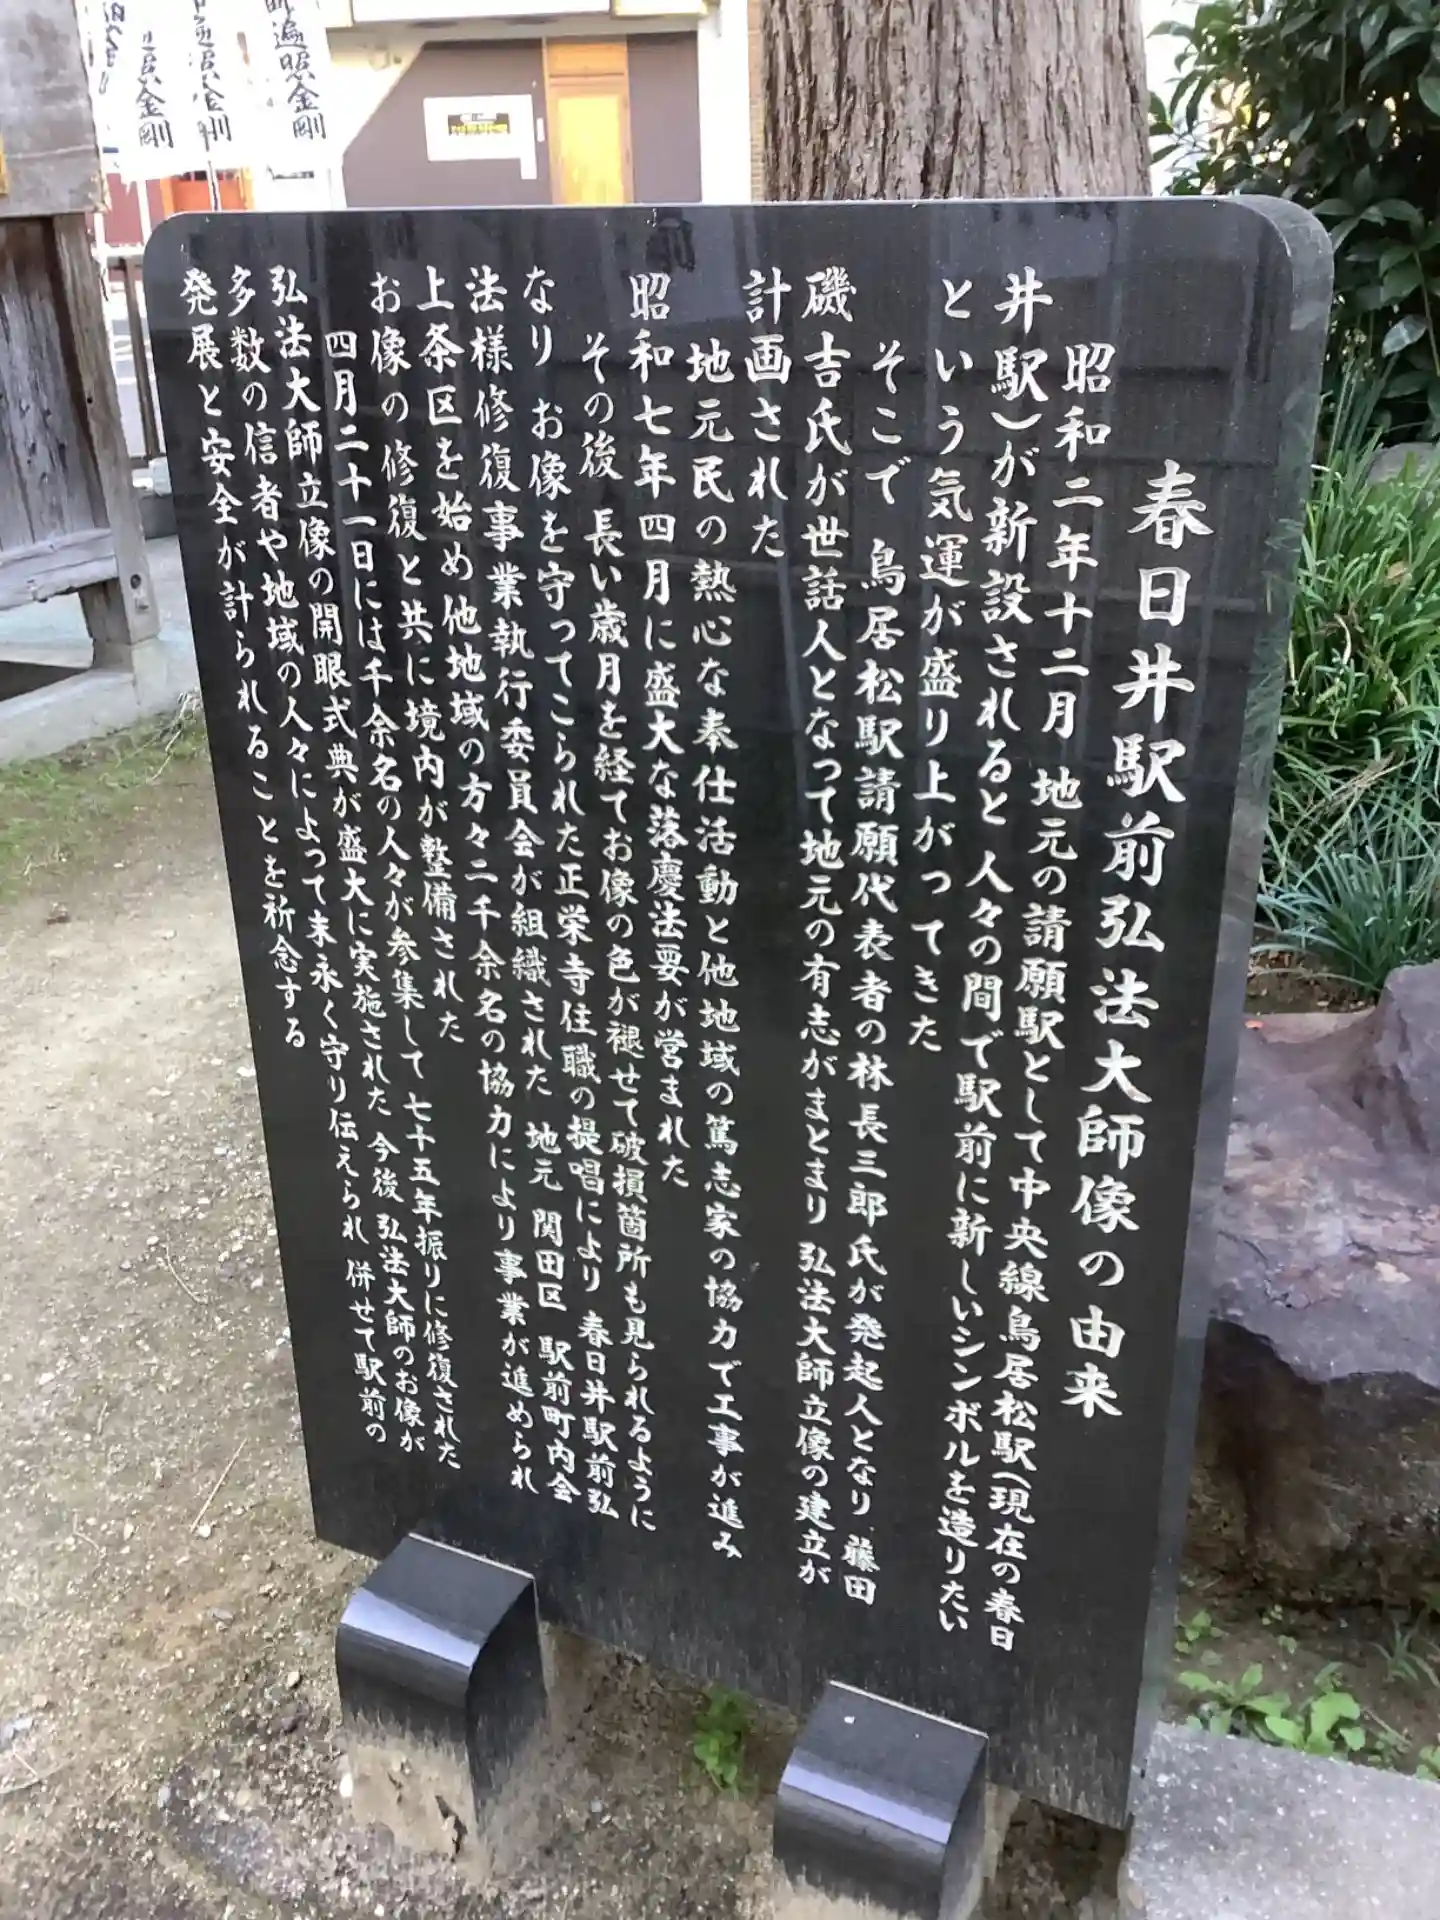 春日井駅前弘法大師像の由来
昭和二年十二月 地元の請願駅として中央線鳥居松駅(現在の春日
井駅)が新設されると 人々の間で駅前に新しいシンボルを造りたい
という気運が盛り上がってきた
そこで 鳥居松駅請願代表者の林長三郎氏が発起人となり 藤田
磯吉氏が世話人となって地元の有志がまとまり 弘法大師立像の建立が
計画された
地元民の熱心な奉仕活動と他地域の篤志家の協力で工事が進み
昭和七年四月に盛大な落慶法要が営まれた
その後 長い歳月を経てお像の色が褪せて破損箇所も見られるように
なり お像を守ってこられた正栄寺住職の提唱により 春日井駅前弘
法様修復事業執行委員会が組織された 地元 関田区 駅前町内会
上条区を始め他地域の方々二千余名の協力により事業が進められ
お像の修復と共に境内が整備された
四月二十一日には千余名の人々が参集して 七十五年振りに修復された
弘法大師立像の開眼式典が盛大に実施された 今後 弘法大師のお像が
多数の信者や地域の人々によって末永く守り伝えられ 併せて駅前の
発展と安全が計られることを祈念する
遍照金剛
照金剛
金剛